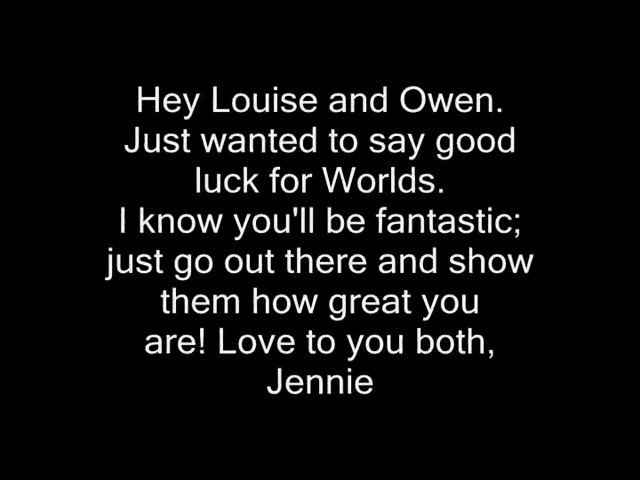 Hey Louise and Owen.
Just wanted to say good
luck for Worlds.
I know you'll be fantastic;
just go out there and show
them how great you
are! Love to you both,
Jennie